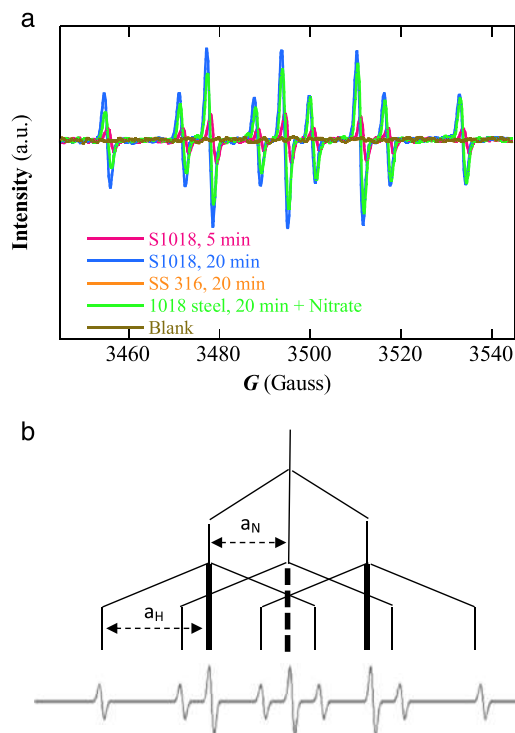 a
Intensity (a.u.)
S1018, 5 min
S1018, 20 min
SS 316, 20 min
1018 steel, 20 min + Nitrate
Blank
3460 3480 3500 3520 3540
G (Gauss)
b
aN
aH